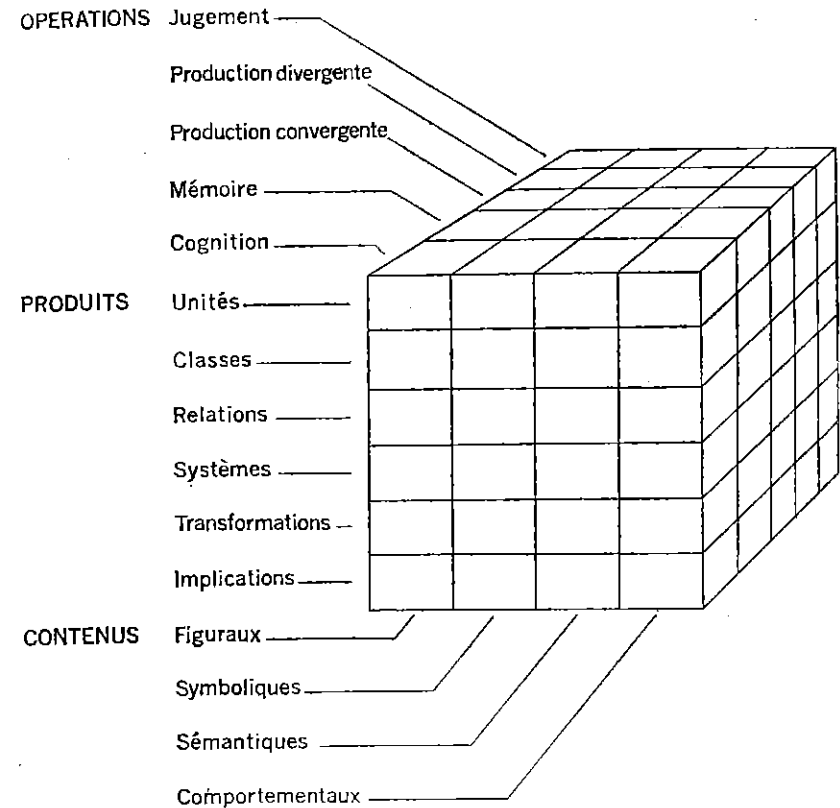 OPERATIONS Jugement
Production divergente
Production convergente
Mémoire
Cognition
PRODUITS Unités
Classes
Relations
Systèmes
Transformations
Implications
CONTENUS Figuraux
Symboliques
Sémantiques
Comportementaux